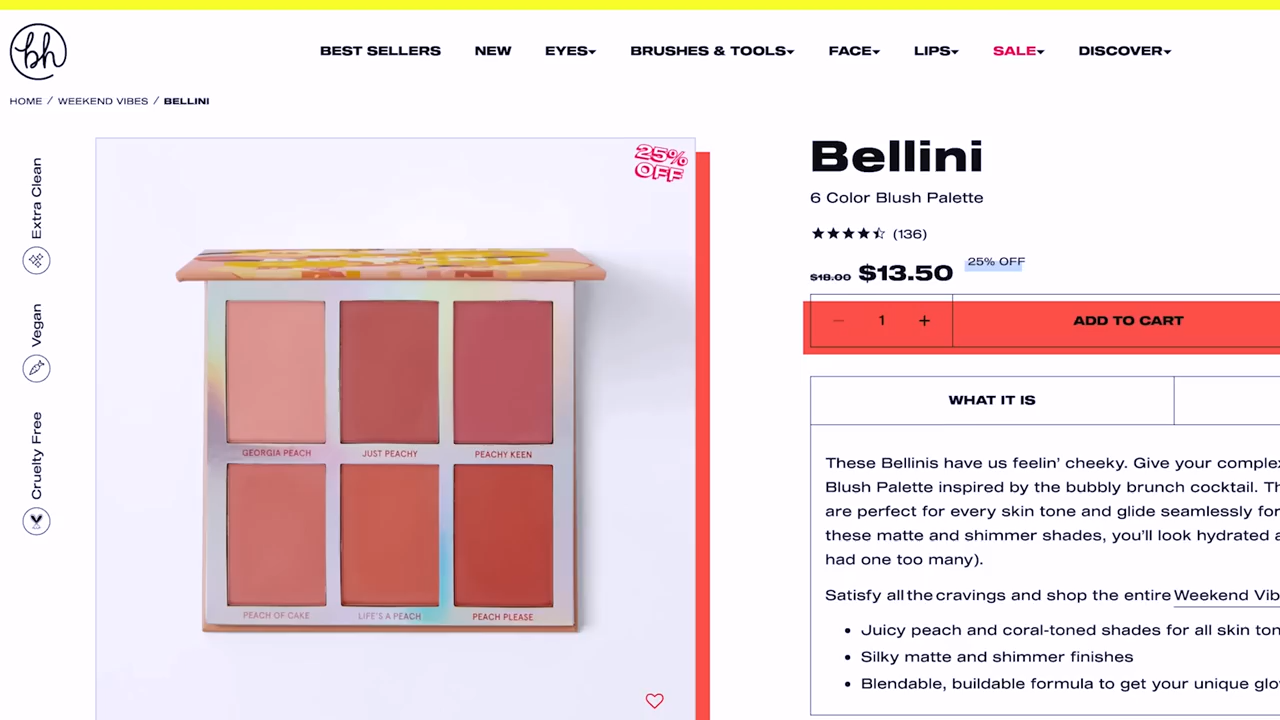 bh
BEST SELLERS NEW EYES BRUSHES & TOOLS FACE LIPS SALE DISCOVER
HOME / WEEKEND VIBES / BELLINI
Extra Clean
Vegan
Cruelty Free
25%
OFF
GEORGIA PEACH JUST PEACHY PEACHY KEEN
PEACH OF CAKE LIFE'S A PEACH PEACH PLEASE
Bellini
6 Color Blush Palette
(136)
$18.00 $13.50 25% OFF
− 1 + ADD TO CART
WHAT IT IS
These Bellinis have us feelin’ cheeky. Give your
Blush Palette inspired by the bubbly brunch cocktail.
are perfect for every skin tone and glide seamlessly for
these matte and shimmer shades, you’ll look hydrated
had one too many).
Satisfy all the cravings and shop the entire Weekend
• Juicy peach and coral-toned shades for all skin
• Silky matte and shimmer finishes
• Blendable, buildable formula to get your unique